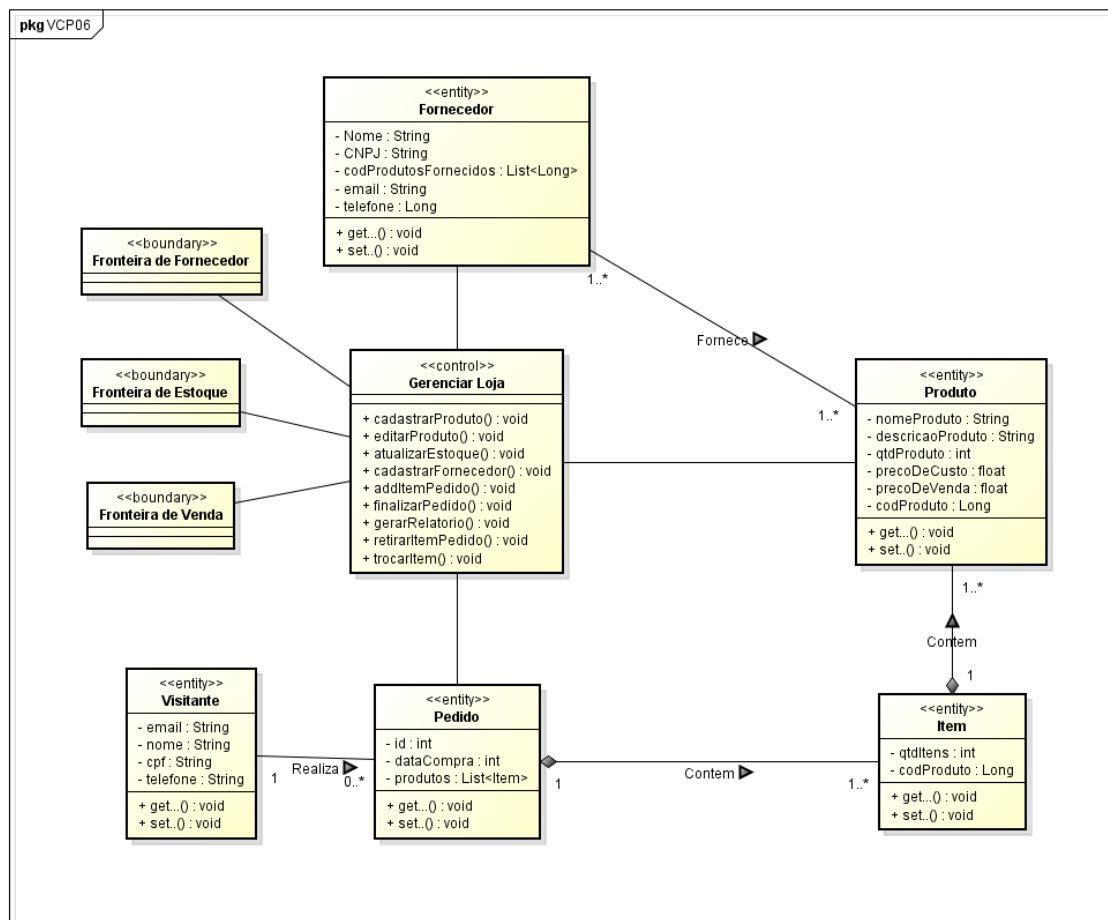 pkg VCP06
<<entity>>
Fornecedor
- Nome : String
- CNPJ : String
- codProdutosFornecidos : List<Long>
- email : String
- telefone : Long
+ get...() : void
+ set..() : void
1..*
Fornece
1..*
<<boundary>>
Fronteira de Fornecedor
<<boundary>>
Fronteira de Estoque
<<boundary>>
Fronteira de Venda
<<control>>
Gerenciar Loja
+ cadastrarProduto() : void
+ editarProduto() : void
+ atualizarEstoque() : void
+ cadastrarFornecedor() : void
+ addItemPedido() : void
+ finalizarPedido() : void
+ gerarRelatorio() : void
+ retirarItemPedido() : void
+ trocarItem() : void
<<entity>>
Produto
- nomeProduto : String
- descricaoProduto : String
- qtdProduto : int
- precoDeCusto : float
- precoDeVenda : float
- codProduto : Long
+ get...() : void
+ set..() : void
1..*
Contem
1
<<entity>>
Visitante
- email : String
- nome : String
- cpf : String
- telefone : String
+ get...() : void
+ set..() : void
1
Realiza
0..*
<<entity>>
Pedido
- id : int
- dataCompra : int
- produtos : List<Item>
+ get...() : void
+ set..() : void
1
Contem
1..*
<<entity>>
Item
- qtdItens : int
- codProduto : Long
+ get...() : void
+ set..() : void